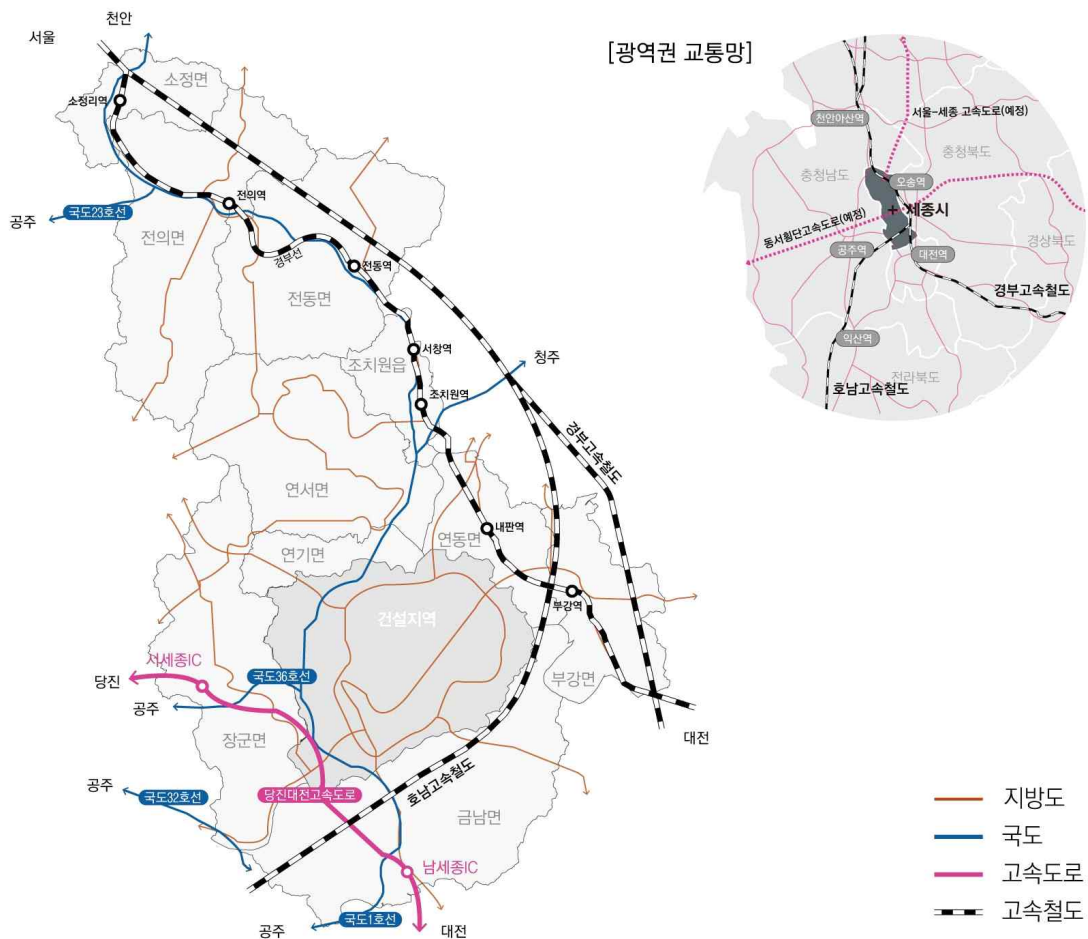 천안
서울
[광역권 교통망]
소정면
소정리역
천안아산역
서울-세종 고속도로(예정)
충청북도
충청남도
오송역
전의역
세종시
국도23호선
공주
전의면
동서횡단고속도로(예정)
경상북도
경부선
공주역
대전역
전동역
전동면
경부고속철도
익산역
서창역
청주
조치원읍
전라북도
호남고속철도
조치원역
경부고속철도
연서면
내판역
연동면
연기면
부강역
건설지역
서세종IC
국도36호선
당진
부강면
공주
대전
장군면
호남고속철도
공주
국도32호선
당진대전고속도로
지방도
금남면
국도
남세종IC
고속도로
공주
국도1호선
대전
고속철도